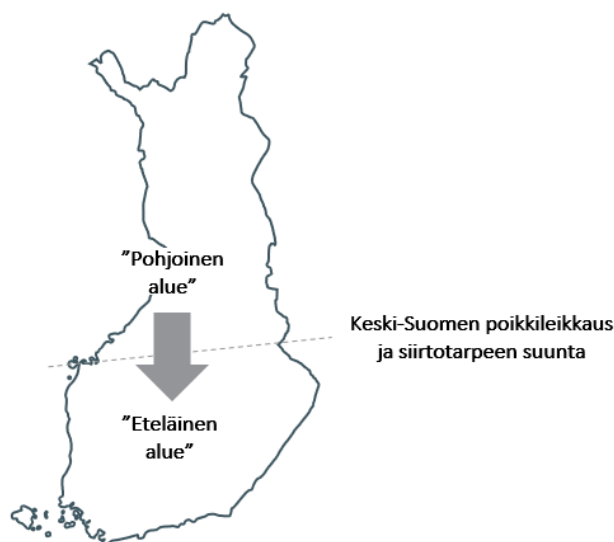 ”Pohjoinen
alue”
Keski-Suomen poikkileikkaus
ja siirtotarpeen suunta
”Eteläinen
alue”